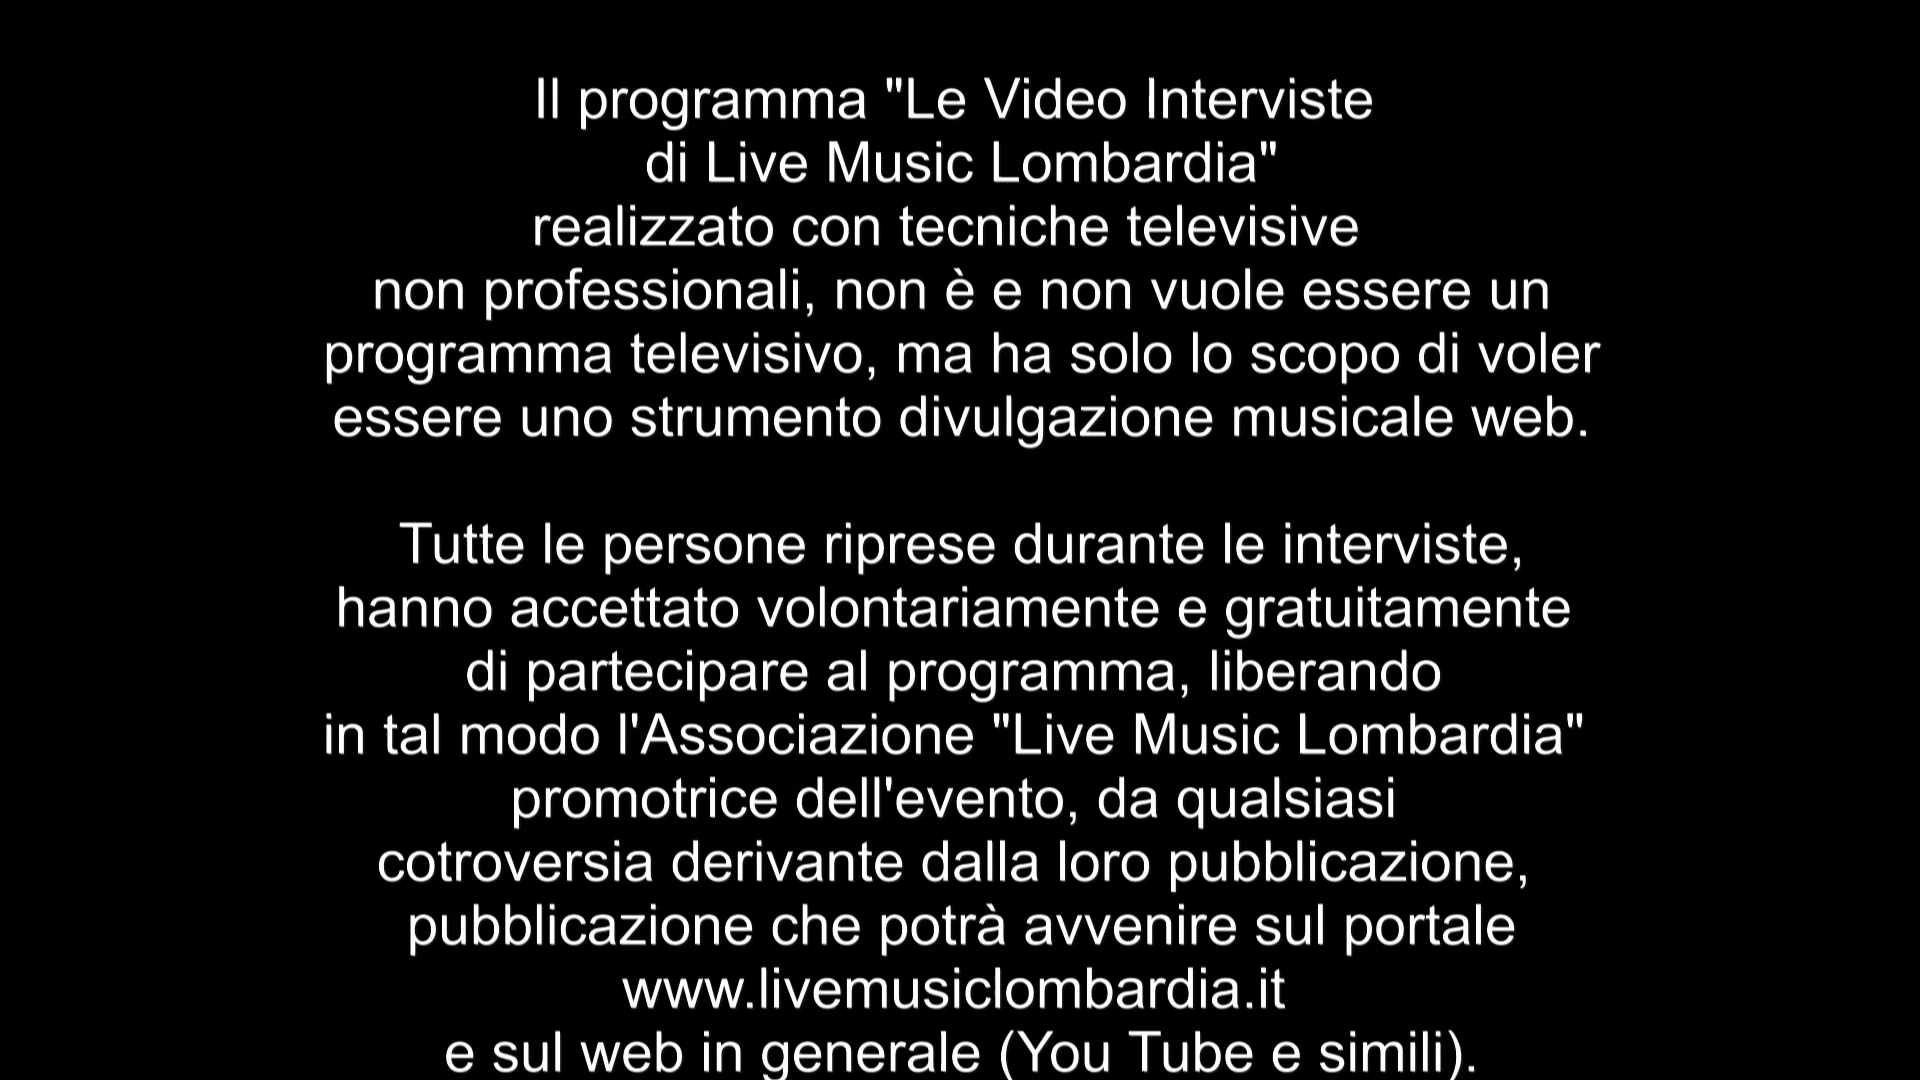 Il programma "Le Video Interviste
di Live Music Lombardia"
realizzato con tecniche televisive
non professionali, non è e non vuole essere un
programma televisivo, ma ha solo lo scopo di voler
essere uno strumento divulgazione musicale web.
Tutte le persone riprese durante le interviste,
hanno accettato volontariamente e gratuitamente
di partecipare al programma, liberando
in tal modo l'Associazione "Live Music Lombardia"
promotrice dell'evento, da qualsiasi
cotroversia derivante dalla loro pubblicazione,
pubblicazione che potrà avvenire sul portale
www.livemusiclombardia.it
e sul web in generale (You Tube e simili).